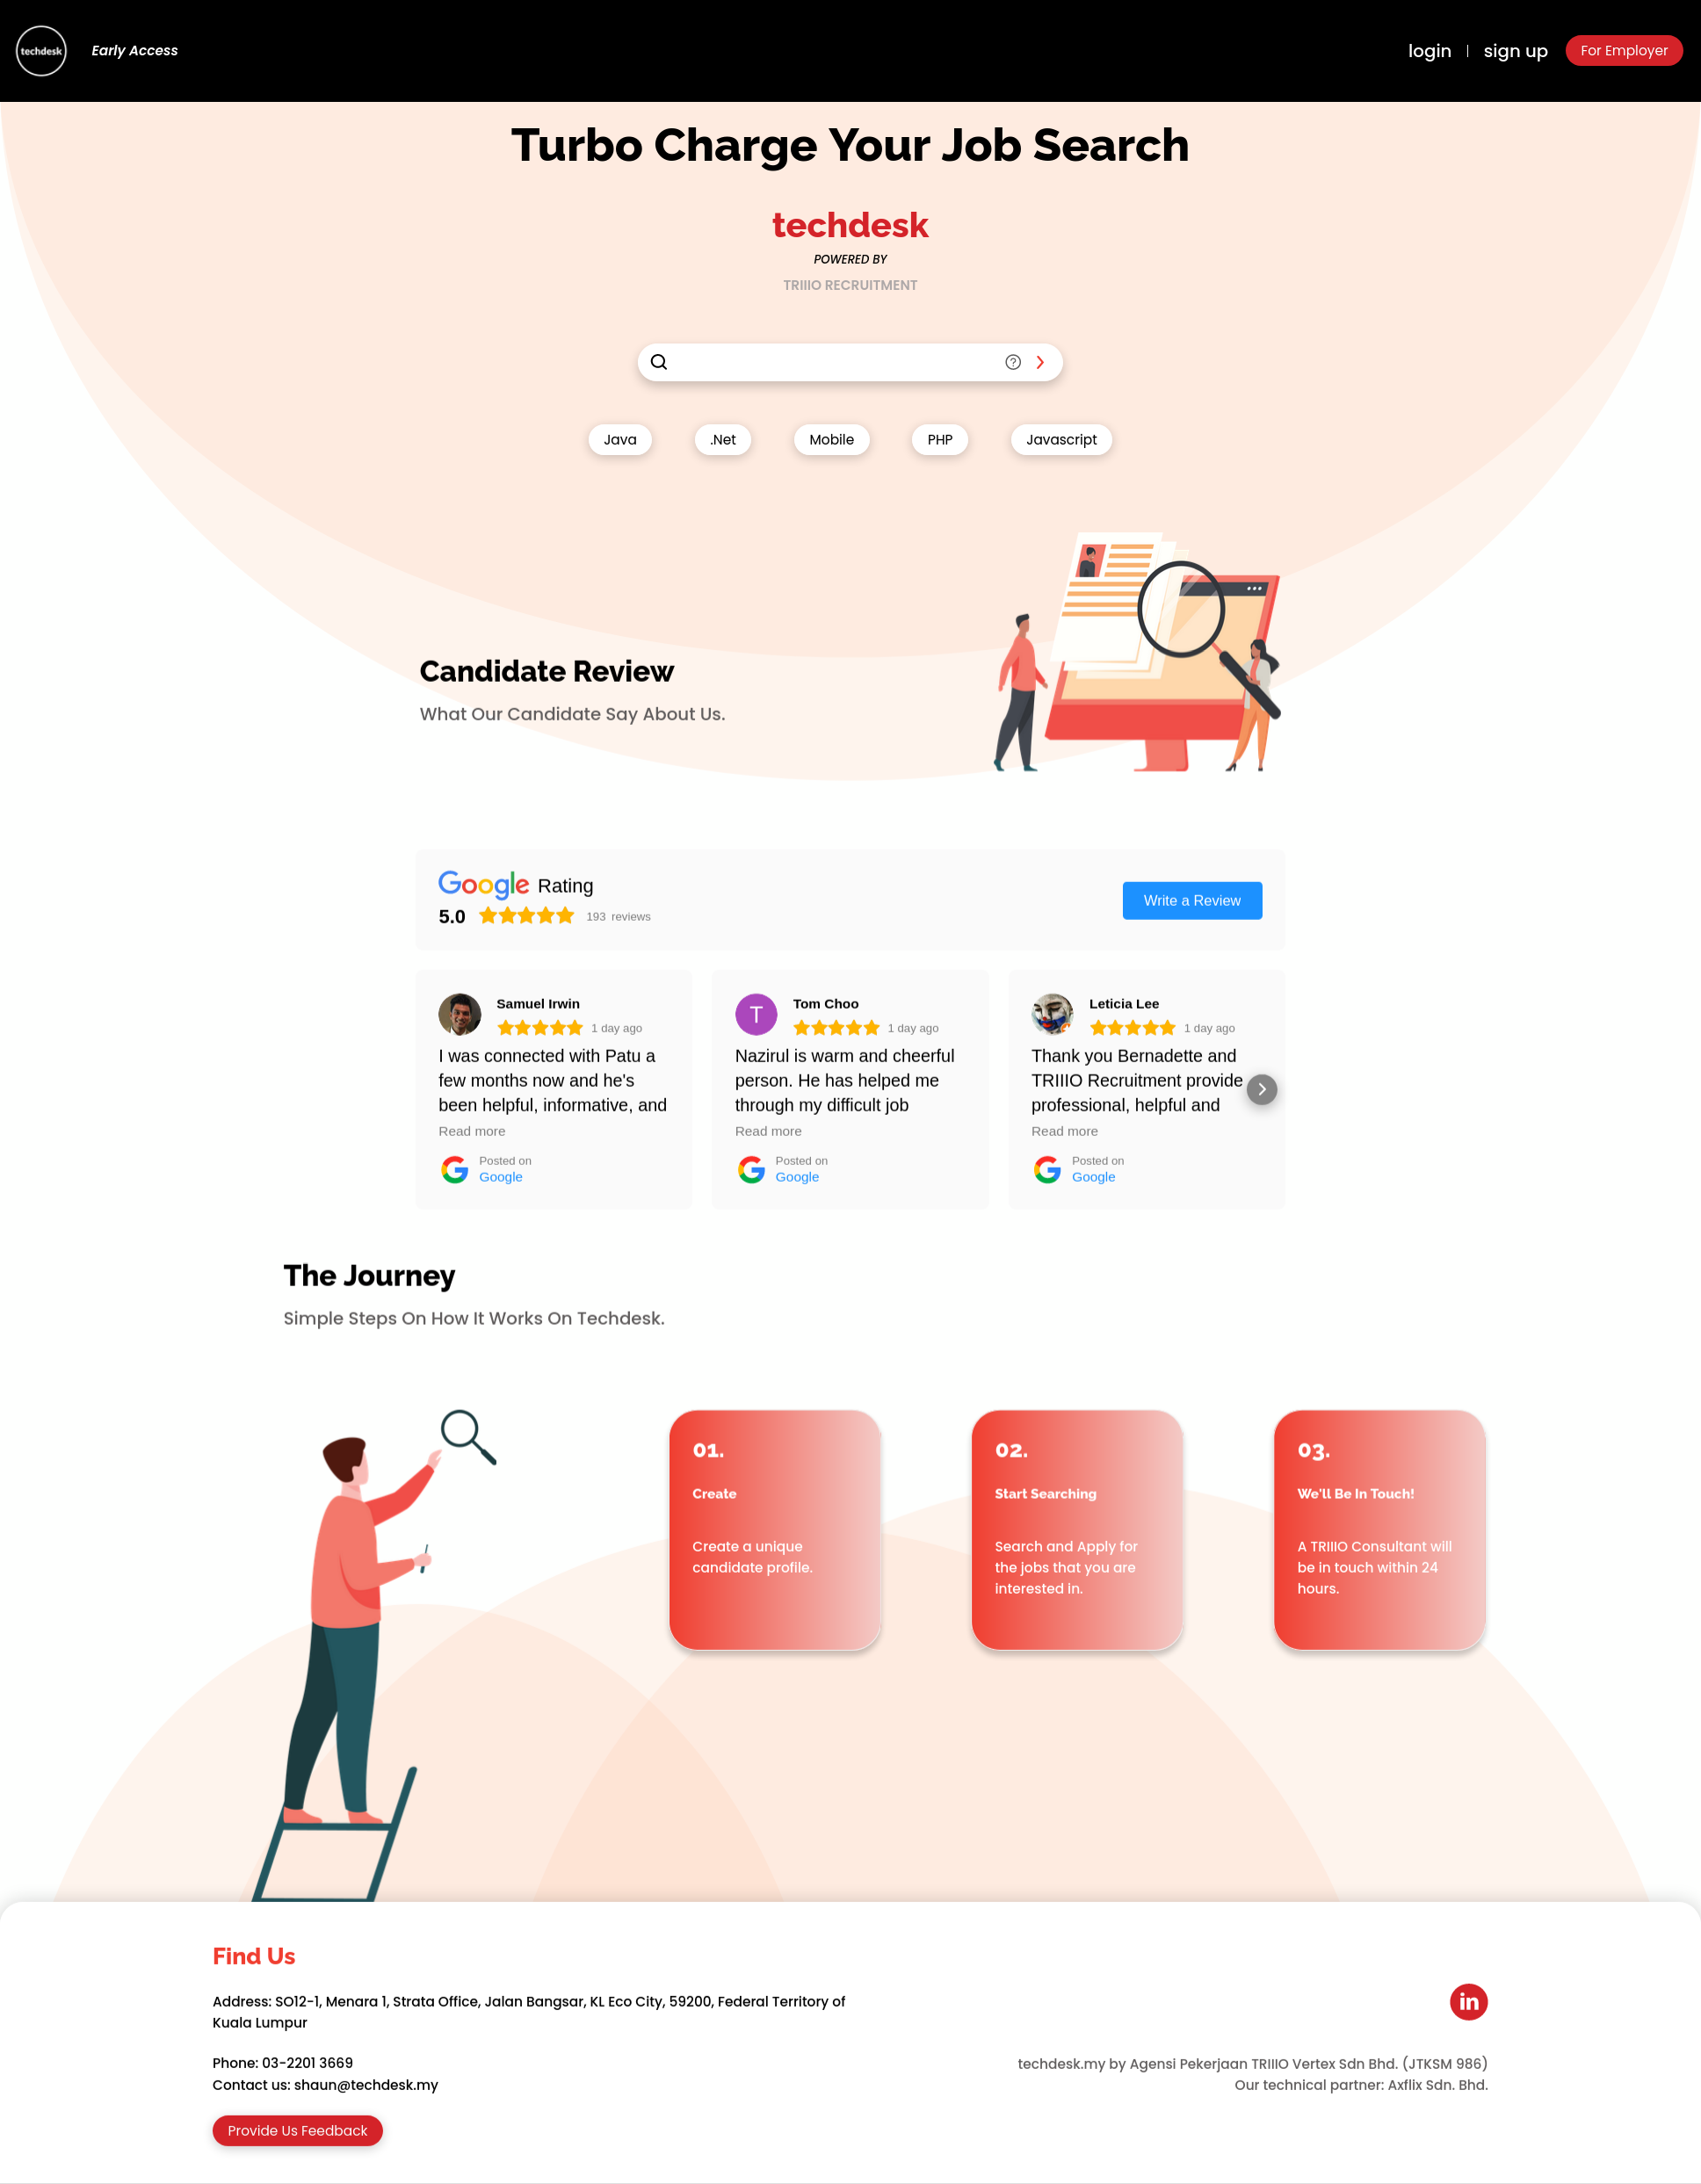 techdesk
Early Access
login
sign up
For Employer
Turbo Charge Your Job Search
techdesk
POWERED BY
TRIIIO RECRUITMENT
Java
.Net
Mobile
PHP
Javascript
Candidate Review
What Our Candidate Say About Us.
Google Rating
5.0
193 reviews
Write a Review
Samuel Irwin
1 day ago
I was connected with Patu a
few months now and he's
been helpful, informative, and
Read more
Posted on
Google
T
Tom Choo
1 day ago
Nazirul is warm and cheerful
person. He has helped me
through my difficult job
Read more
Posted on
Google
Leticia Lee
1 day ago
Thank you Bernadette and
TRIIIO Recruitment provide
professional, helpful and
Read more
Posted on
Google
The Journey
Simple Steps On How It Works On Techdesk.
01.
Create
Create a unique
candidate profile.
02.
Start Searching
Search and Apply for
the jobs that you are
interested in.
03.
We'll Be In Touch!
A TRIIIO Consultant will
be in touch within 24
hours.
Find Us
Address: SO12-1, Menara 1, Strata Office, Jalan Bangsar, KL Eco City, 59200, Federal Territory of
Kuala Lumpur
Phone: 03-2201 3669
Contact us: shaun@techdesk.my
Provide Us Feedback
in
techdesk.my by Agensi Pekerjaan TRIIIO Vertex Sdn Bhd. (JTKSM 986)
Our technical partner: Axflix Sdn. Bhd.